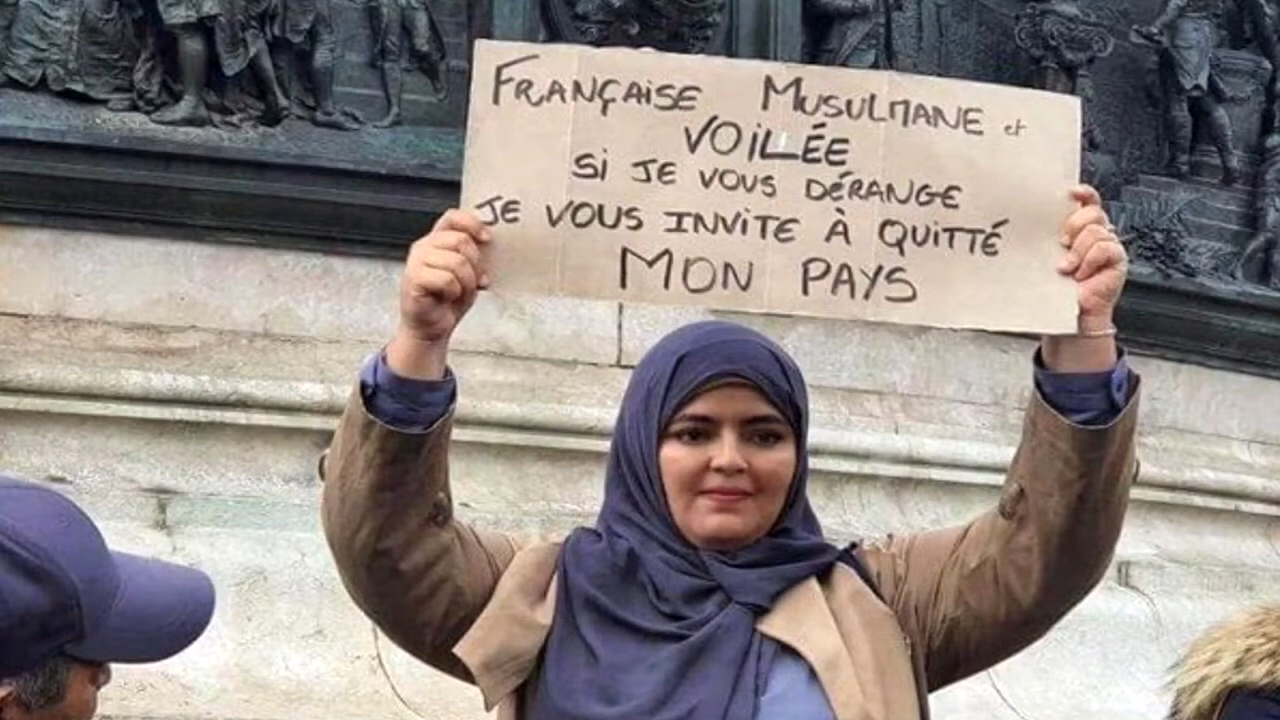 FRANÇAISE MUSULMANE et
VOILÉE
Si JE VOUS DÉRANGE
JE VOUS INVITE À QUITTÉ
MON PAYS